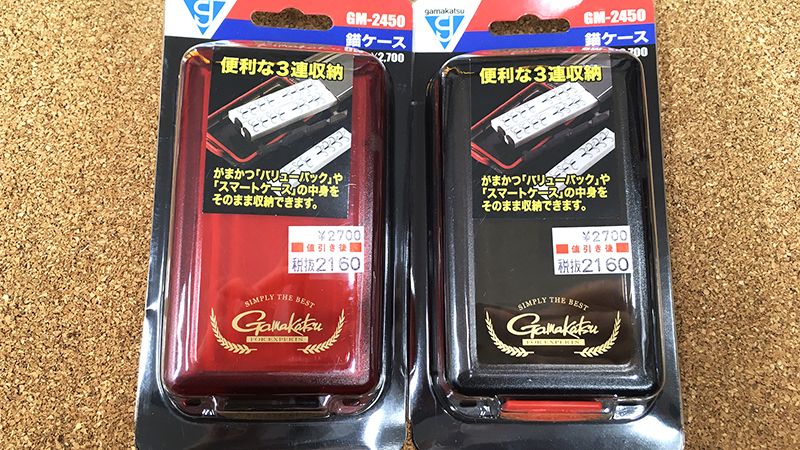 GM-2450
錨ケース
便利な3連収納
がまかつ「バリューパック」や
「スマートケース」の中身を
そのまま収納できます。
¥2700
値引き後
税抜2160
SIMPLY THE BEST
Gamakatsu
FOR EXPERTS
gamakatsu
GM-2450
錨ケース
2,700
便利な3連収納
がまかつ「バリューパック」や
「スマートケース」の中身を
そのまま収納できます。
¥2700
値引き後
税抜2160
SIMPLY THE BEST
Gamakatsu
FOR EXPERTS